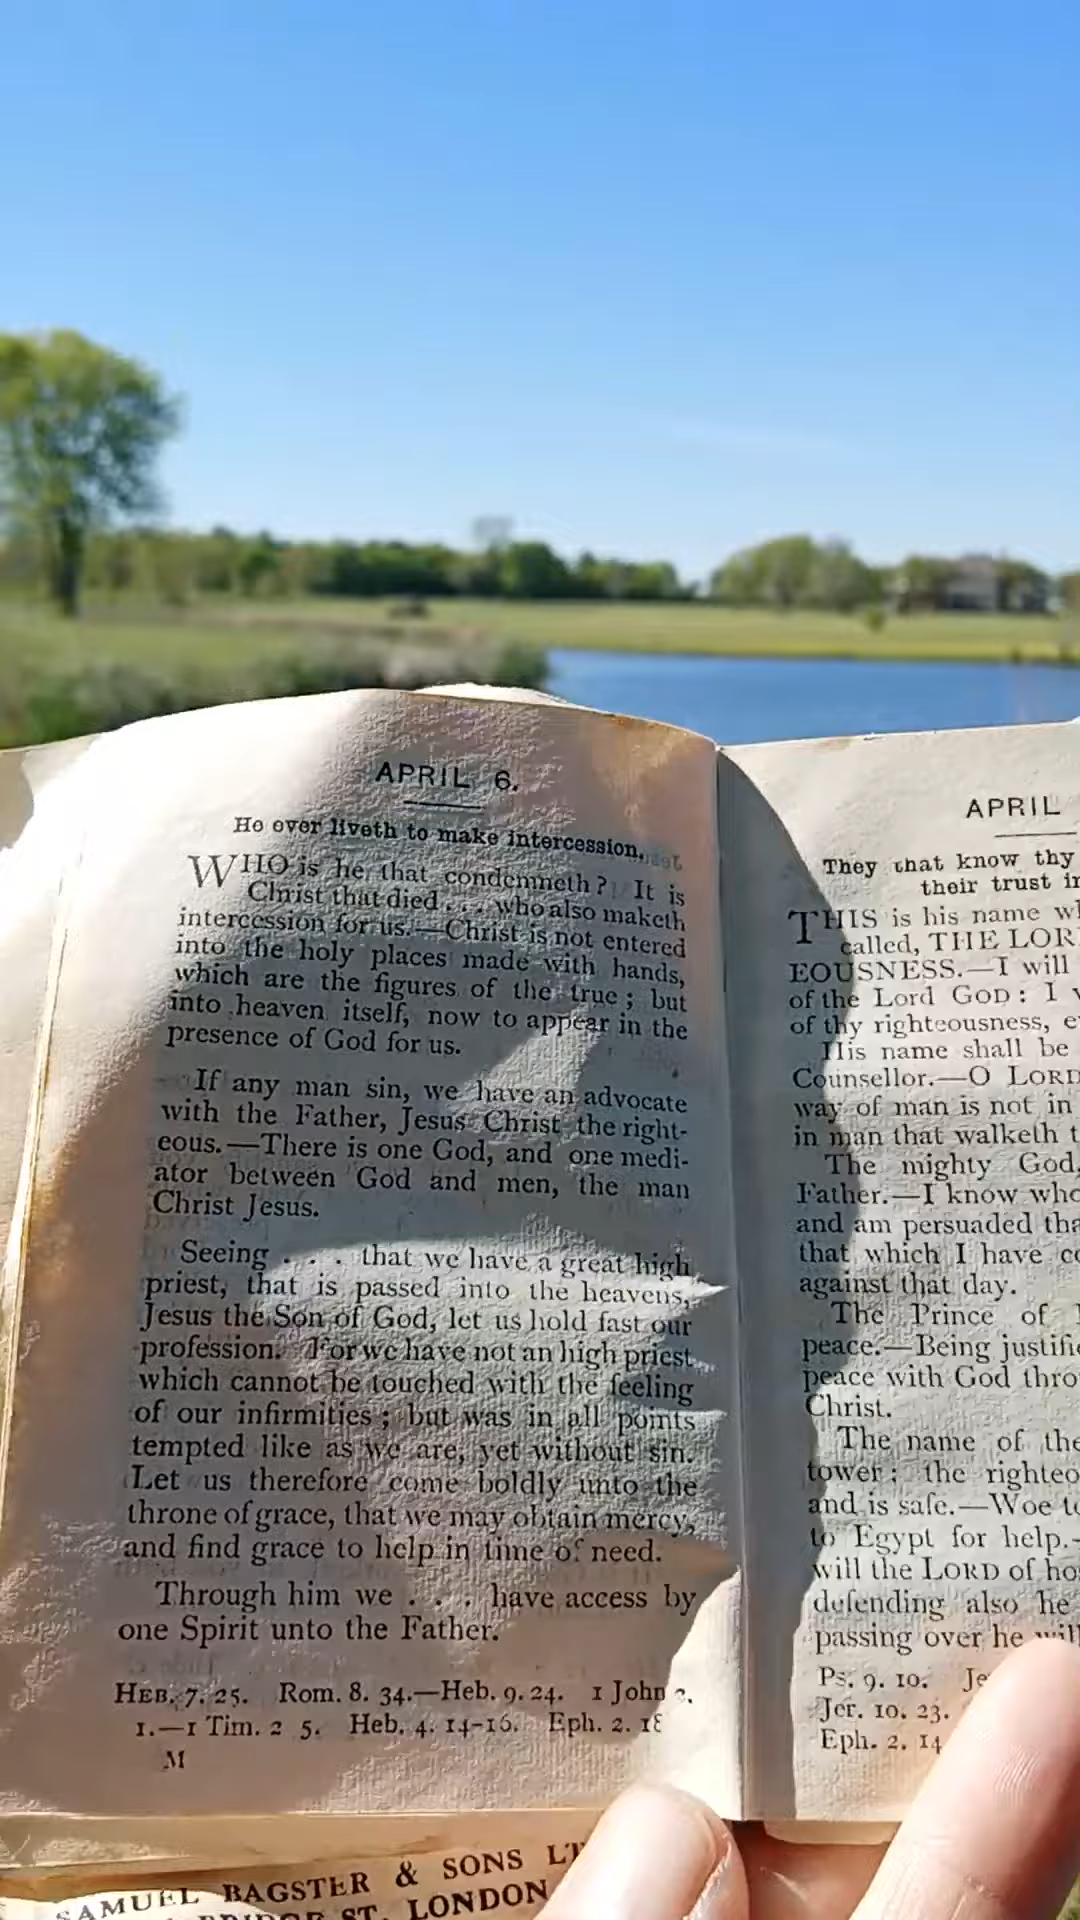 APRIL 6.
He ever liveth to make intercession.
WHO is he that condemneth? It is
Christ that died . . . who also maketh
intercession for us.—Christ is not entered
into the holy places made with hands,
which are the figures of the true; but
into heaven itself, now to appear in the
presence of God for us.
If any man sin, we have an advocate
with the Father, Jesus Christ the right-
eous.—There is one God, and one medi-
ator between God and men, the man
Christ Jesus.
Seeing . . . that we have a great high
priest, that is passed into the heavens,
Jesus the Son of God, let us hold fast our
profession. For we have not an high priest
which cannot be touched with the feeling
of our infirmities; but was in all points
tempted like as we are, yet without sin.
Let us therefore come boldly unto the
throne of grace, that we may obtain mercy,
and find grace to help in time of need.
Through him we . . . have access by
one Spirit unto the Father.
HEB. 7. 25. Rom. 8. 34.—Heb. 9. 24. 1 John 2.
1.—1 Tim. 2 5. Heb. 4. 14-16. Eph. 2. 18
M
APRIL
They that know thy
their trust in
THIS is his name
called, THE LOR
EOUSNESS.—I will
of the Lord GOD: I
of thy righteousness,
His name shall be
Counsellor.—O LORD
way of man is not in
in man that walketh
The mighty God.
Father.—I know who
and am persuaded tha
that which I have
against that day.
The Prince of
peace.—Being justifie
peace with God thro
Christ.
The name of the
tower: the righteo
and is safe.—Woe to
to Egypt for help.—
will the LORD of ho
defending also he
passing over he will
Ps. 9. 10. Je
Jer. 10. 23.
Eph. 2. 14
SAMUEL BAGSTER & SONS LT
ST. LONDON